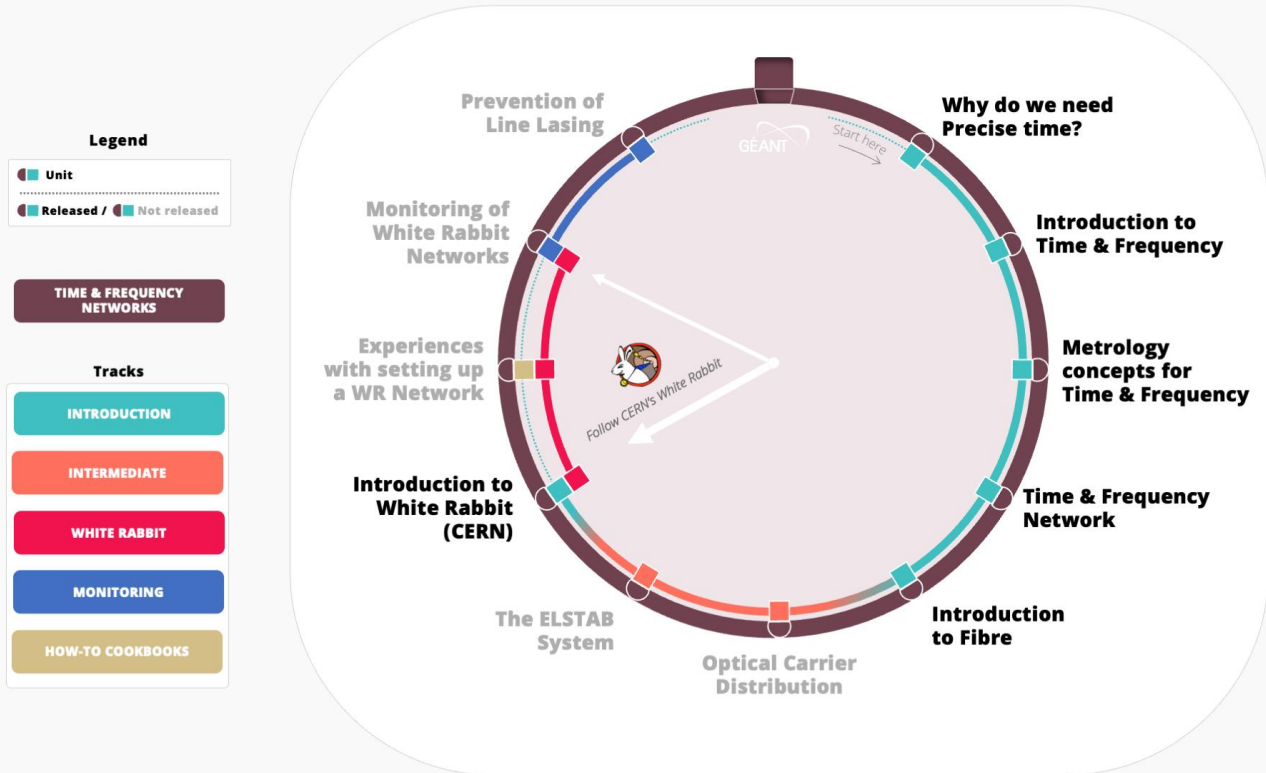 Legend
Unit
Released / Not released
TIME & FREQUENCY
NETWORKS
Tracks
INTRODUCTION
INTERMEDIATE
WHITE RABBIT
MONITORING
HOW-TO COOKBOOKS
GÉANT
Start here
Why do we need
Precise time?
Introduction to
Time & Frequency
Metrology
concepts for
Time & Frequency
Time & Frequency
Network
Introduction
to Fibre
Optical Carrier
Distribution
The ELSTAB
System
Introduction to
White Rabbit
(CERN)
Experiences
with setting up
a WR Network
Monitoring of
White Rabbit
Networks
Prevention of
Line Lasing
Follow CERN's White Rabbit